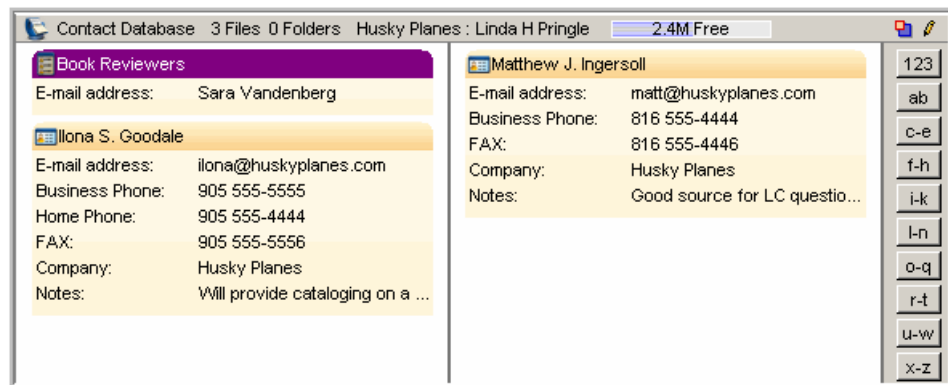 Contact Database 3 Files 0 Folders Husky Planes : Linda H Pringle 2.4M Free
Book Reviewers
E-mail address: Sara Vandenberg
Ilona S. Goodale
E-mail address: ilona@huskyplanes.com
Business Phone: 905 555-5555
Home Phone: 905 555-4444
FAX: 905 555-5556
Company: Husky Planes
Notes: Will provide cataloging on a ...
Matthew J. Ingersoll
E-mail address: matt@huskyplanes.com
Business Phone: 816 555-4444
FAX: 816 555-4446
Company: Husky Planes
Notes: Good source for LC questio...
123
ab
c-e
f-h
i-k
l-n
o-q
r-t
u-w
x-z